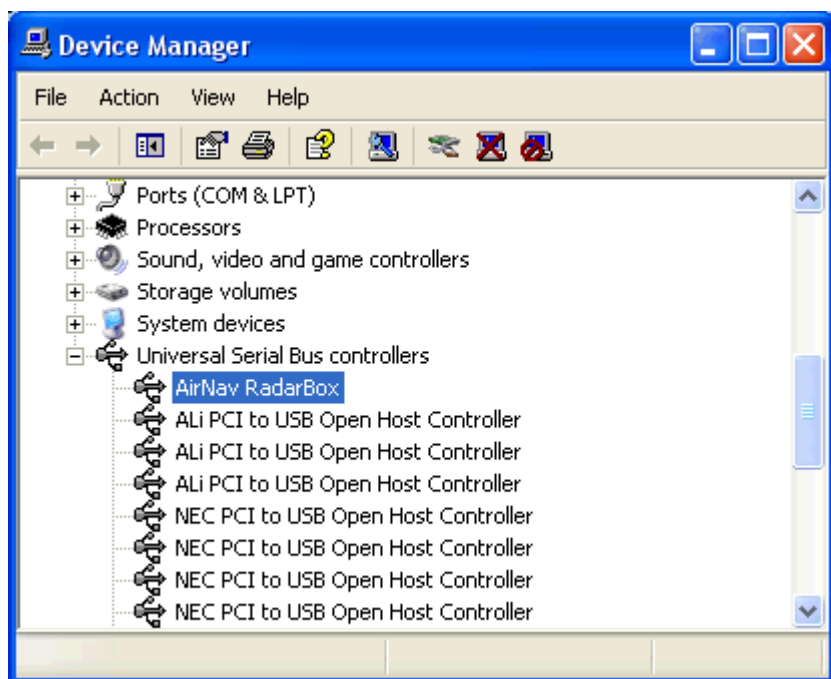 Device Manager
File Action View Help
Ports (COM & LPT)
Processors
Sound, video and game controllers
Storage volumes
System devices
Universal Serial Bus controllers
AirNav RadarBox
ALi PCI to USB Open Host Controller
ALi PCI to USB Open Host Controller
ALi PCI to USB Open Host Controller
NEC PCI to USB Open Host Controller
NEC PCI to USB Open Host Controller
NEC PCI to USB Open Host Controller
NEC PCI to USB Open Host Controller